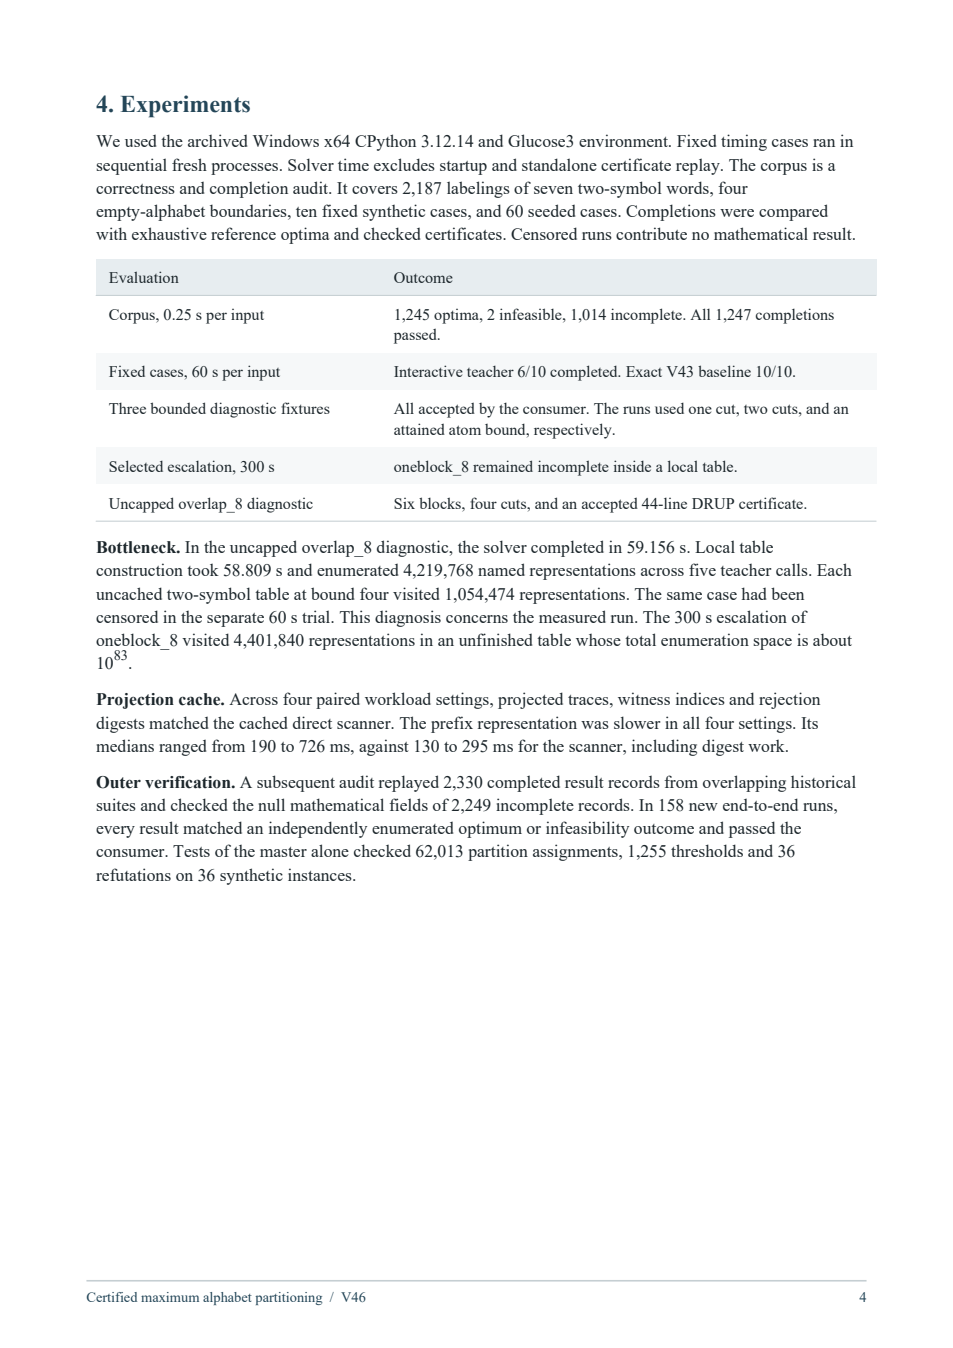 4. Experiments
We used the archived Windows x64 CPython 3.12.14 and Glucose3 environment. Fixed timing cases ran in
sequential fresh processes. Solver time excludes startup and standalone certificate replay. The corpus is a
correctness and completion audit. It covers 2,187 labelings of seven two-symbol words, four
empty-alphabet boundaries, ten fixed synthetic cases, and 60 seeded cases. Completions were compared
with exhaustive reference optima and checked certificates. Censored runs contribute no mathematical result.
Evaluation Outcome
Corpus, 0.25 s per input 1,245 optima, 2 infeasible, 1,014 incomplete. All 1,247 completions
passed.
Fixed cases, 60 s per input Interactive teacher 6/10 completed. Exact V43 baseline 10/10.
Three bounded diagnostic fixtures All accepted by the consumer. The runs used one cut, two cuts, and an
attained atom bound, respectively.
Selected escalation, 300 s oneblock_8 remained incomplete inside a local table.
Uncapped overlap_8 diagnostic Six blocks, four cuts, and an accepted 44-line DRUP certificate.
Bottleneck. In the uncapped overlap_8 diagnostic, the solver completed in 59.156 s. Local table
construction took 58.809 s and enumerated 4,219,768 named representations across five teacher calls. Each
uncached two-symbol table at bound four visited 1,054,474 representations. The same case had been
censored in the separate 60 s trial. This diagnosis concerns the measured run. The 300 s escalation of
oneblock_8 visited 4,401,840 representations in an unfinished table whose total enumeration space is about
10^83.
Projection cache. Across four paired workload settings, projected traces, witness indices and rejection
digests matched the cached direct scanner. The prefix representation was slower in all four settings. Its
medians ranged from 190 to 726 ms, against 130 to 295 ms for the scanner, including digest work.
Outer verification. A subsequent audit replayed 2,330 completed result records from overlapping historical
suites and checked the null mathematical fields of 2,249 incomplete records. In 158 new end-to-end runs,
every result matched an independently enumerated optimum or infeasibility outcome and passed the
consumer. Tests of the master alone checked 62,013 partition assignments, 1,255 thresholds and 36
refutations on 36 synthetic instances.
Certified maximum alphabet partitioning / V46 4